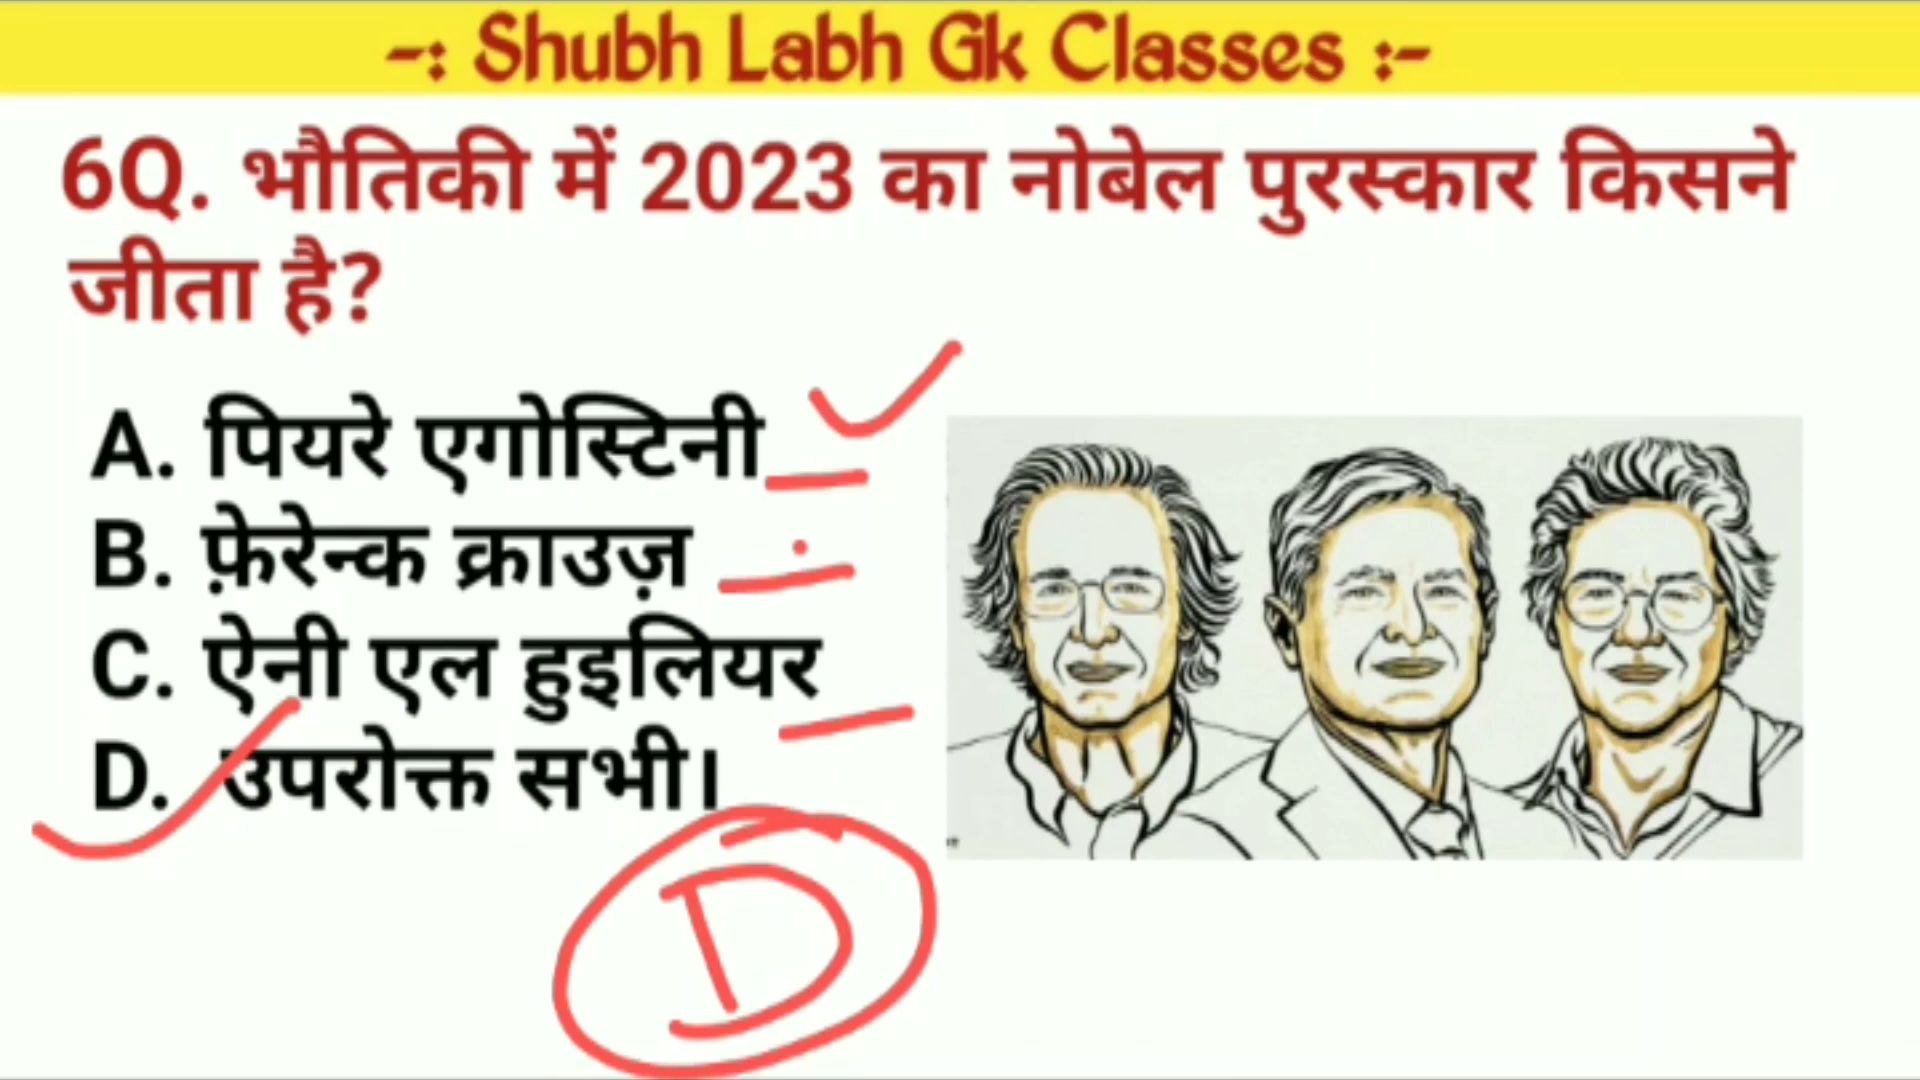 -: Shubh Labh Gk Classes :-
6Q. भौतिकी में 2023 का नोबेल पुरस्कार किसने
जीता है?
A. पियरे एगोस्टिनी
B. फ़ेरेन्क क्राउज़
C. ऐनी एल हुइलियर
D. उपरोक्त सभी।
D